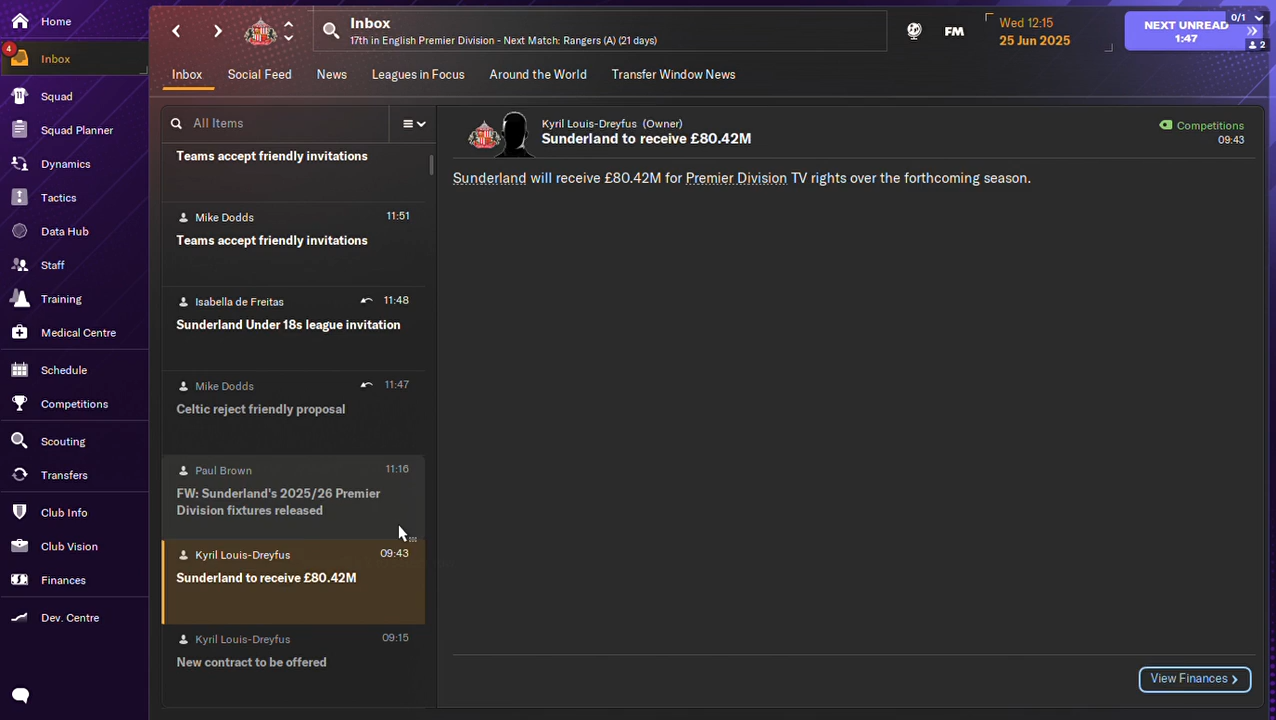 Home
4
Inbox
Squad
Squad Planner
Dynamics
Tactics
Data Hub
Staff
Training
Medical Centre
Schedule
Competitions
Scouting
Transfers
Club Info
Club Vision
Finances
Dev. Centre
Inbox
17th in English Premier Division - Next Match: Rangers (A) (21 days)
FM
Wed 12:15
25 Jun 2025
NEXT UNREAD
1:47
0/1
2
Inbox
Social Feed
News
Leagues in Focus
Around the World
Transfer Window News
All Items
Teams accept friendly invitations
Mike Dodds 11:51
Teams accept friendly invitations
Isabella de Freitas 11:48
Sunderland Under 18s league invitation
Mike Dodds 11:47
Celtic reject friendly proposal
Paul Brown 11:16
FW: Sunderland's 2025/26 Premier
Division fixtures released
Kyril Louis-Dreyfus 09:43
Sunderland to receive £80.42M
Kyril Louis-Dreyfus 09:15
New contract to be offered
Kyril Louis-Dreyfus (Owner)
Sunderland to receive £80.42M
Competitions
09:43
Sunderland will receive £80.42M for Premier Division TV rights over the forthcoming season.
View Finances